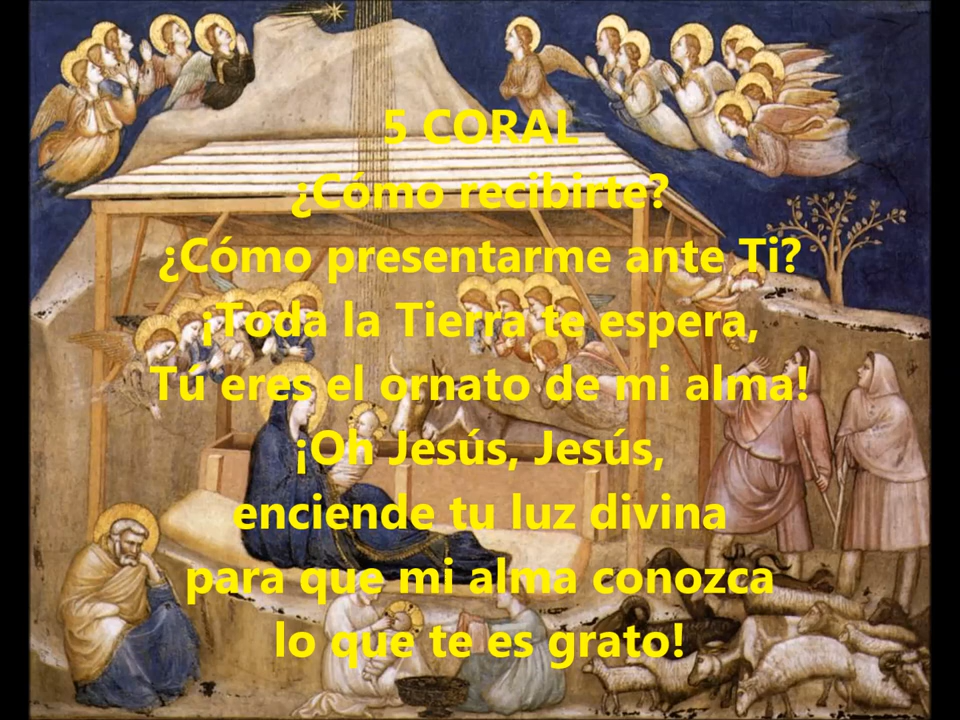 5 CORAL
¿Cómo recibirte?
¿Cómo presentarme ante Ti?
¡Toda la Tierra te espera,
Tú eres el ornato de mi alma!
¡Oh Jesús, Jesús,
enciende tu luz divina
para que mi alma conozca
lo que te es grato!